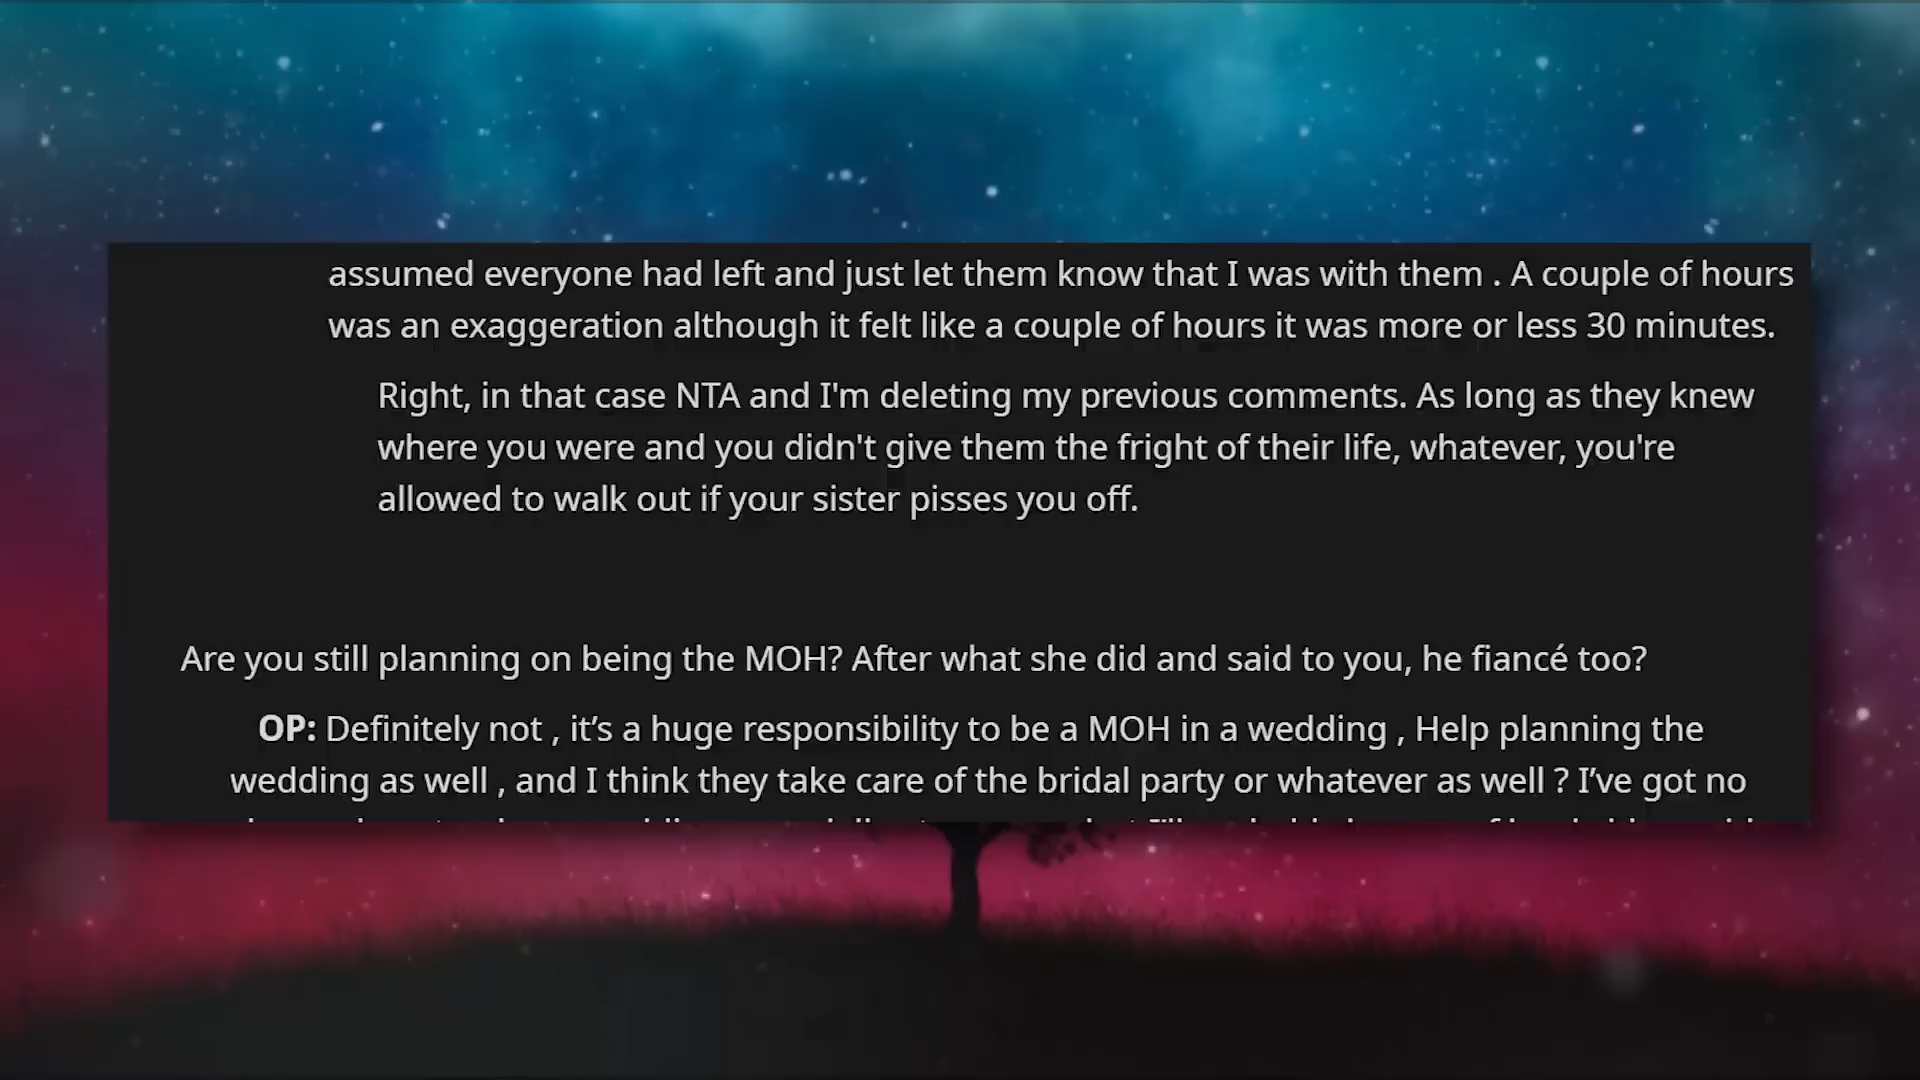 assumed everyone had left and just let them know that I was with them . A couple of hours
was an exaggeration although it felt like a couple of hours it was more or less 30 minutes.
Right, in that case NTA and I'm deleting my previous comments. As long as they knew
where you were and you didn't give them the fright of their life, whatever, you're
allowed to walk out if your sister pisses you off.
Are you still planning on being the MOH? After what she did and said to you, he fiancé too?
OP: Definitely not , it’s a huge responsibility to be a MOH in a wedding , Help planning the
wedding as well , and I think they take care of the bridal party or whatever as well ? I’ve got no